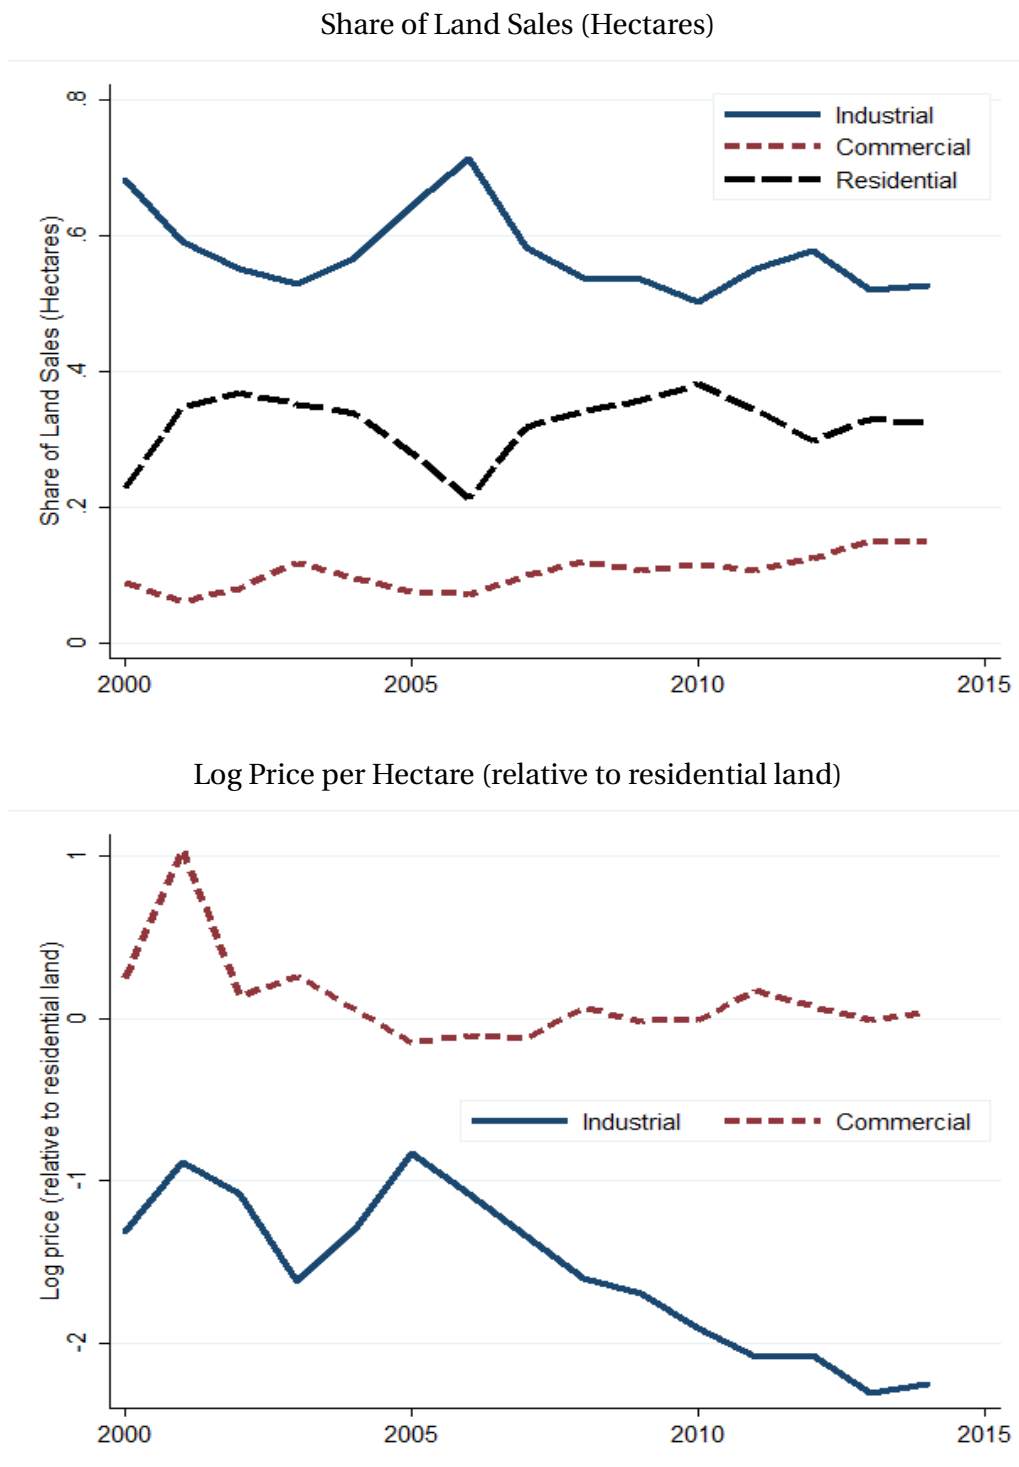 Share of Land Sales (Hectares)
Share of Land Sales (Hectares)
.8
.6
.4
.2
0
Industrial
Commercial
Residential
2000 2005 2010 2015
Log Price per Hectare (relative to residential land)
Log price (relative to residential land)
1
0
-1
-2
Industrial Commercial
2000 2005 2010 2015